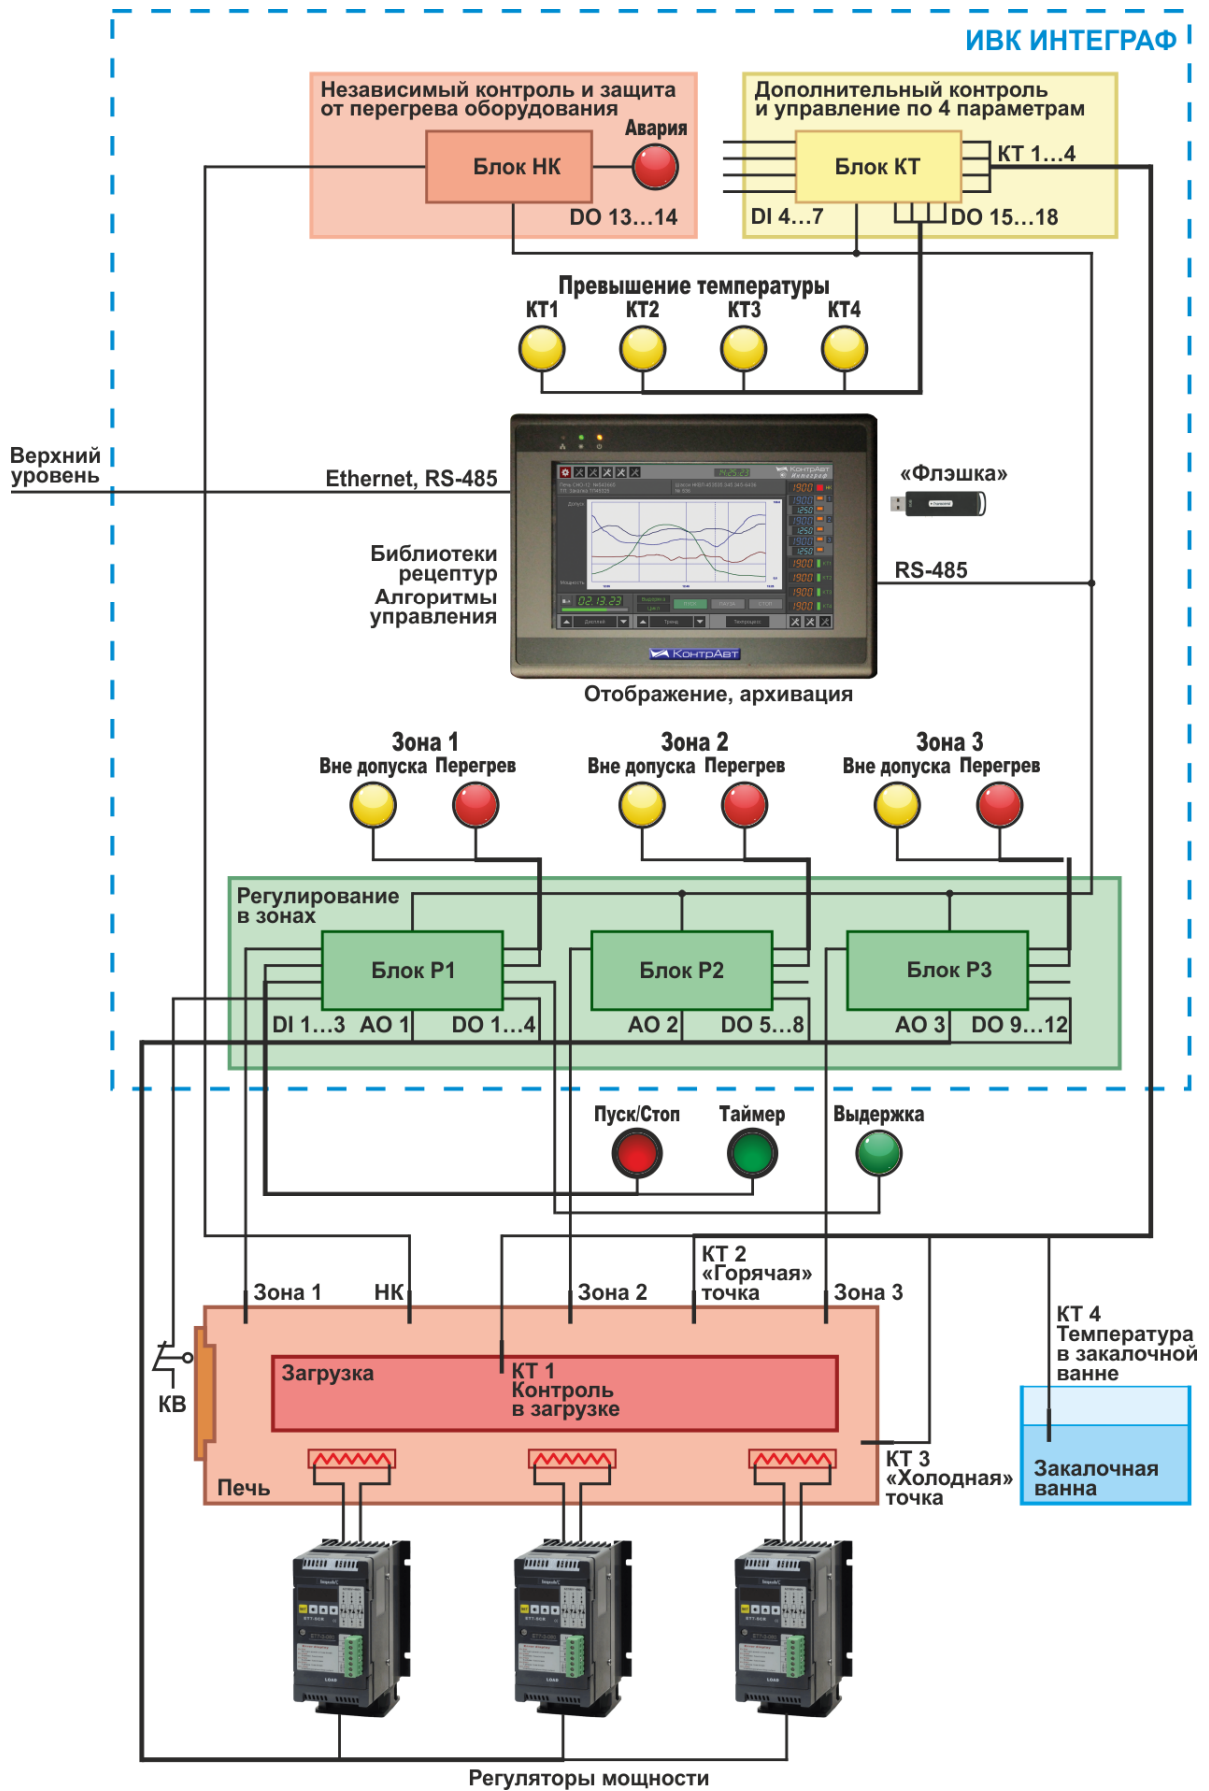 ИВК ИНТЕГРАФ
Независимый контроль и защита
от перегрева оборудования
Авария
Блок НК
DO 13...14
Дополнительный контроль
и управление по 4 параметрам
Блок КТ
КТ 1...4
DI 4...7
DO 15...18
Превышение температуры
КТ1
КТ2
КТ3
КТ4
Верхний
уровень
Ethernet, RS-485
«Флэшка»
RS-485
Библиотеки
рецептур
Алгоритмы
управления
02.13.23
КонтрАвт
Отображение, архивация
Зона 1
Вне допуска
Перегрев
Зона 2
Вне допуска
Перегрев
Зона 3
Вне допуска
Перегрев
Регулирование
в зонах
Блок Р1
Блок Р2
Блок Р3
DI 1...3
AO 1
DO 1...4
AO 2
DO 5...8
AO 3
DO 9...12
Пуск/Стоп
Таймер
Выдержка
Зона 1
НК
Зона 2
КТ 2
«Горячая»
точка
Зона 3
КВ
Загрузка
КТ 1
Контроль
в загрузке
КТ 4
Температура
в закалочной
ванне
Печь
КТ 3
«Холодная»
точка
Закалочная
ванна
Регуляторы мощности